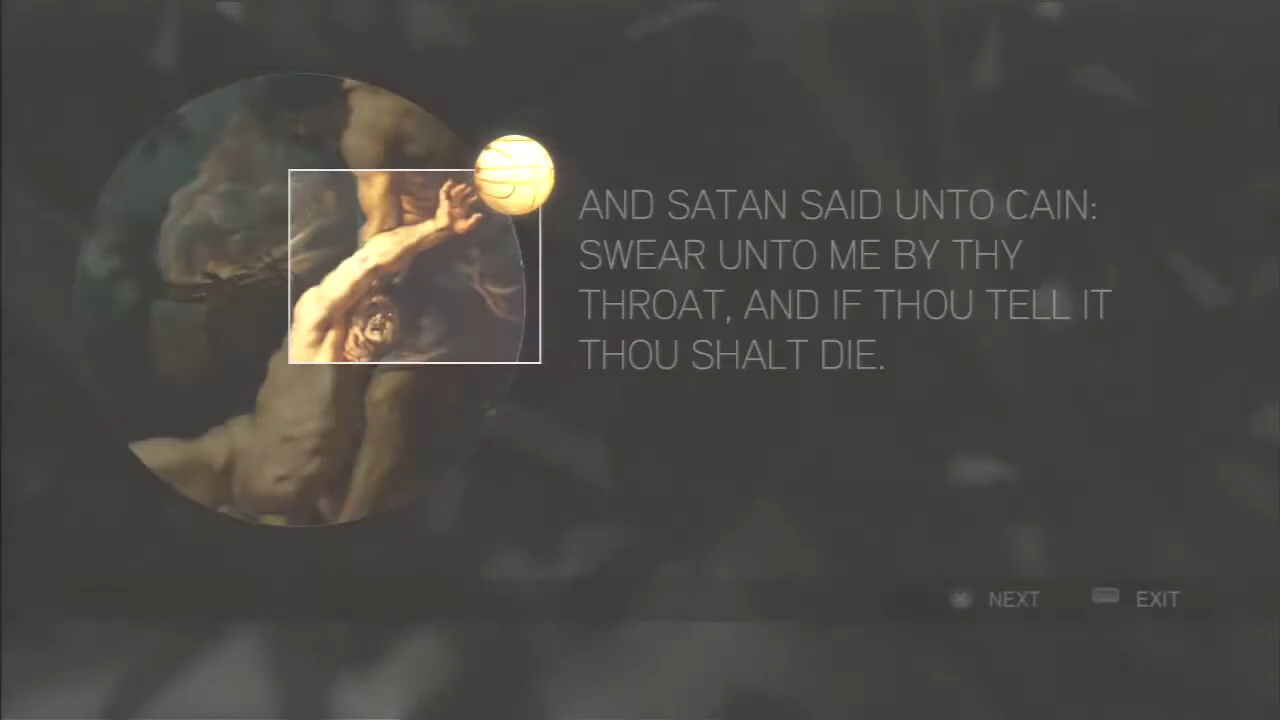 AND SATAN SAID UNTO CAIN:
SWEAR UNTO ME BY THY
THROAT, AND IF THOU TELL IT
THOU SHALT DIE.
NEXT EXIT